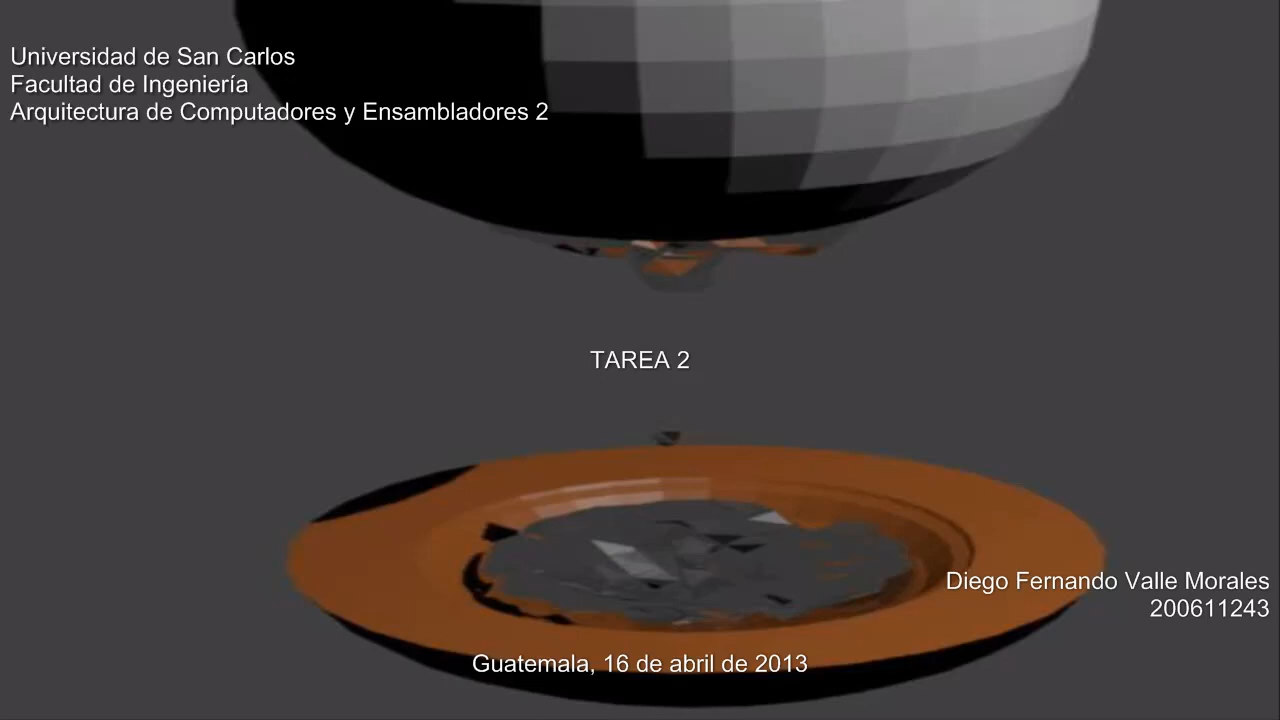 Universidad de San Carlos
Facultad de Ingeniería
Arquitectura de Computadores y Ensambladores 2
TAREA 2
Diego Fernando Valle Morales
200611243
Guatemala, 16 de abril de 2013